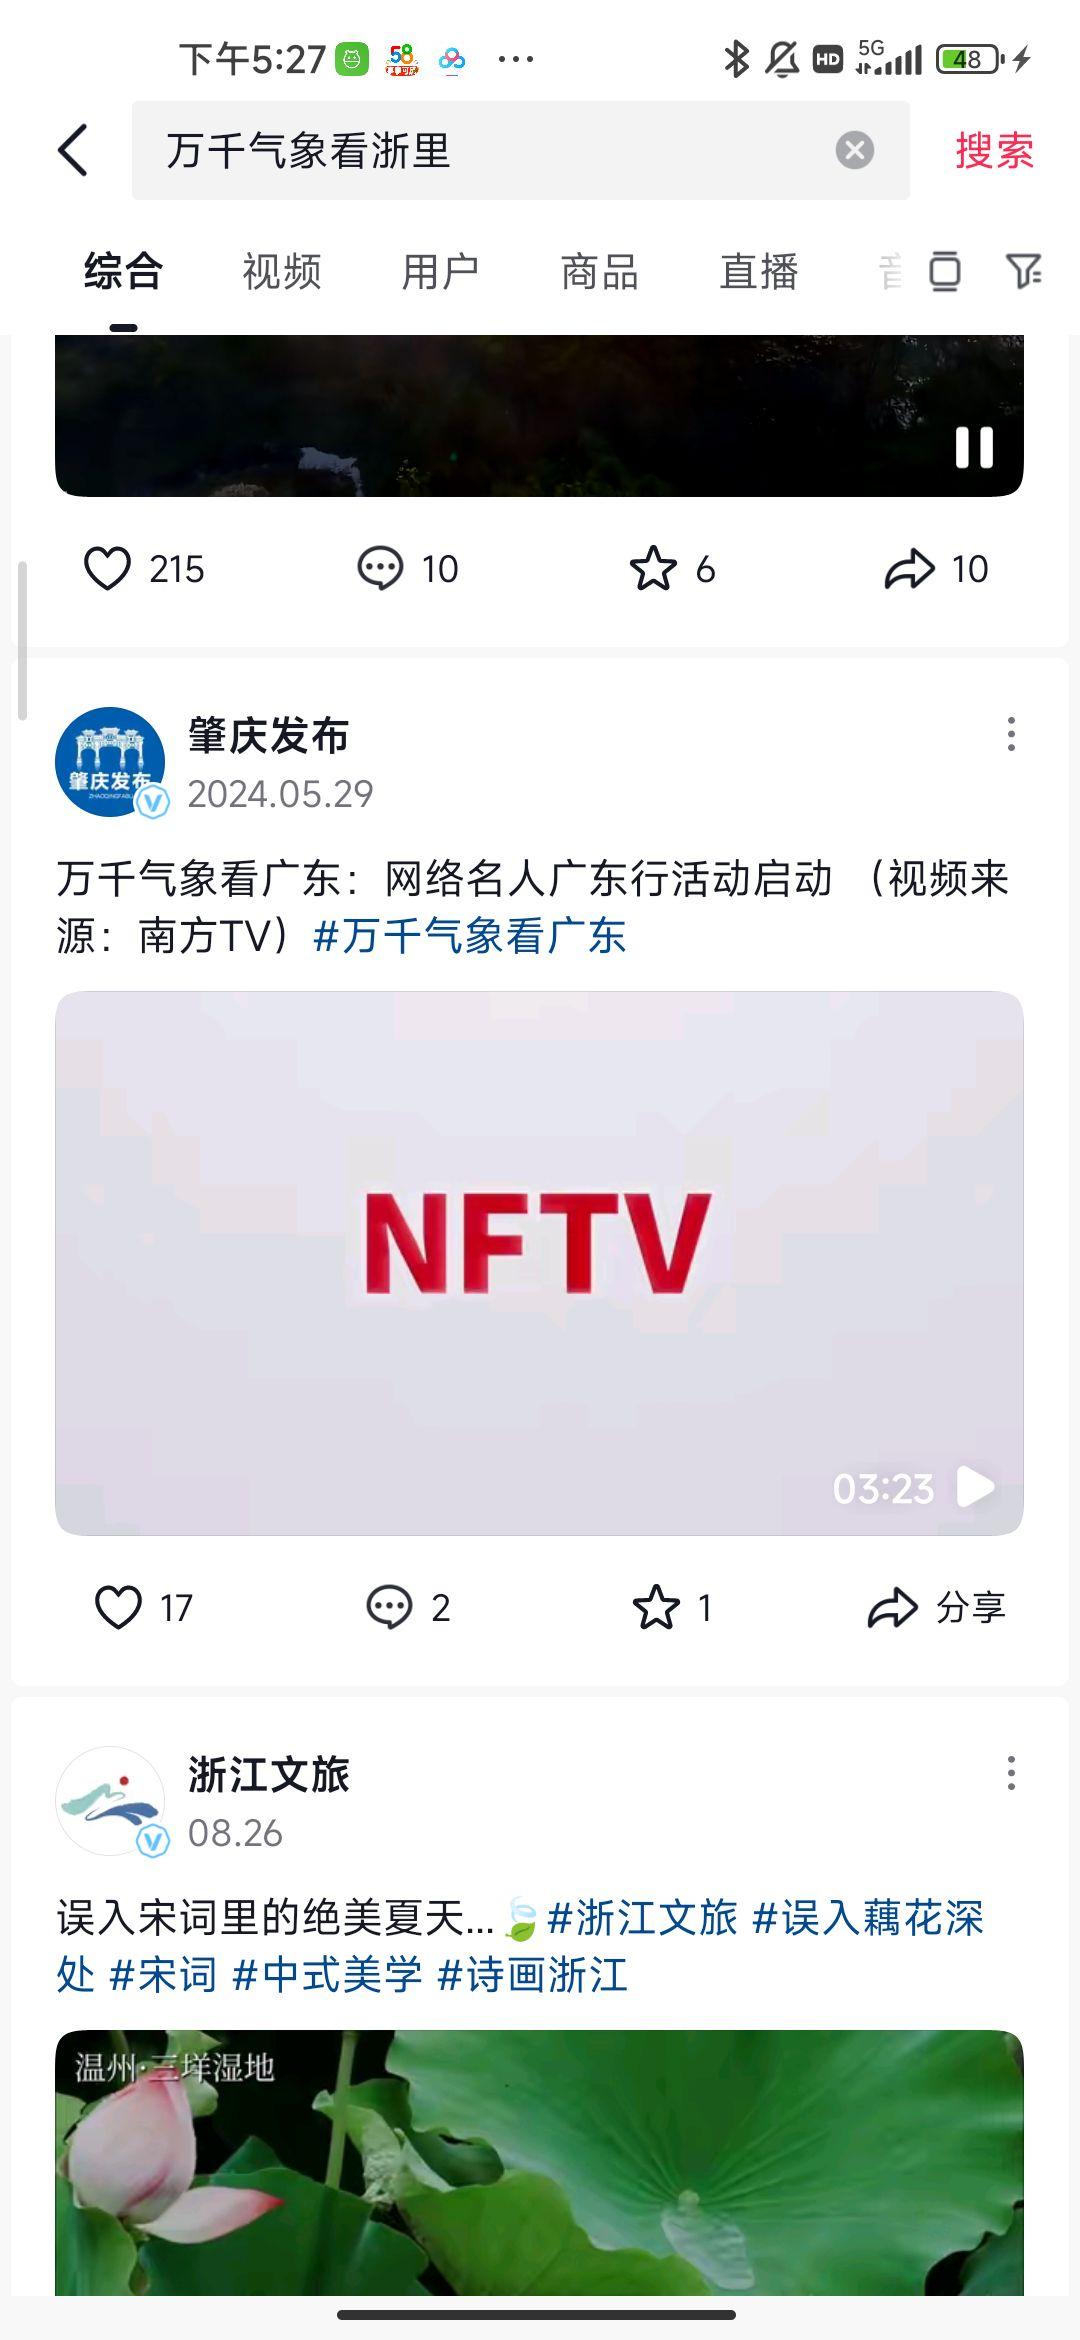 下午5:27
58
HD
5G
48
万千气象看浙里
搜索
综合
视频
用户
商品
直播
215
10
6
10
肇庆发布
肇庆发布
2024.05.29
万千气象看广东：网络名人广东行活动启动 （视频来
源：南方TV）#万千气象看广东
NFTV
03:23
17
2
1
分享
浙江文旅
08.26
误入宋词里的绝美夏天...🍃#浙江文旅 #误入藕花深
处 #宋词 #中式美学 #诗画浙江
温州·三垟湿地